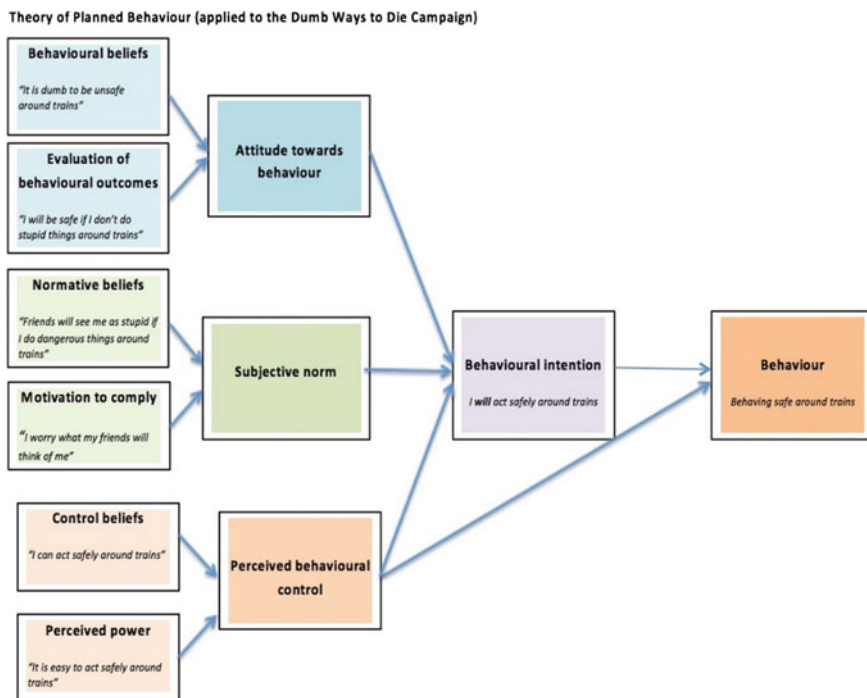 Theory of Planned Behaviour (applied to the Dumb Ways to Die Campaign)
Behavioural beliefs
"It is dumb to be unsafe
around trains"
Evaluation of
behavioural outcomes
"I will be safe if I don't do
stupid things around trains"
Attitude towards
behaviour
Normative beliefs
"Friends will see me as stupid if
I do dangerous things around
trains"
Motivation to comply
"I worry what my friends will
think of me"
Subjective norm
Behavioural intention
I will act safely around trains
Behaviour
Behaving safe around trains
Control beliefs
"I can act safely around trains"
Perceived power
"It is easy to act safely around
trains"
Perceived behavioural
control